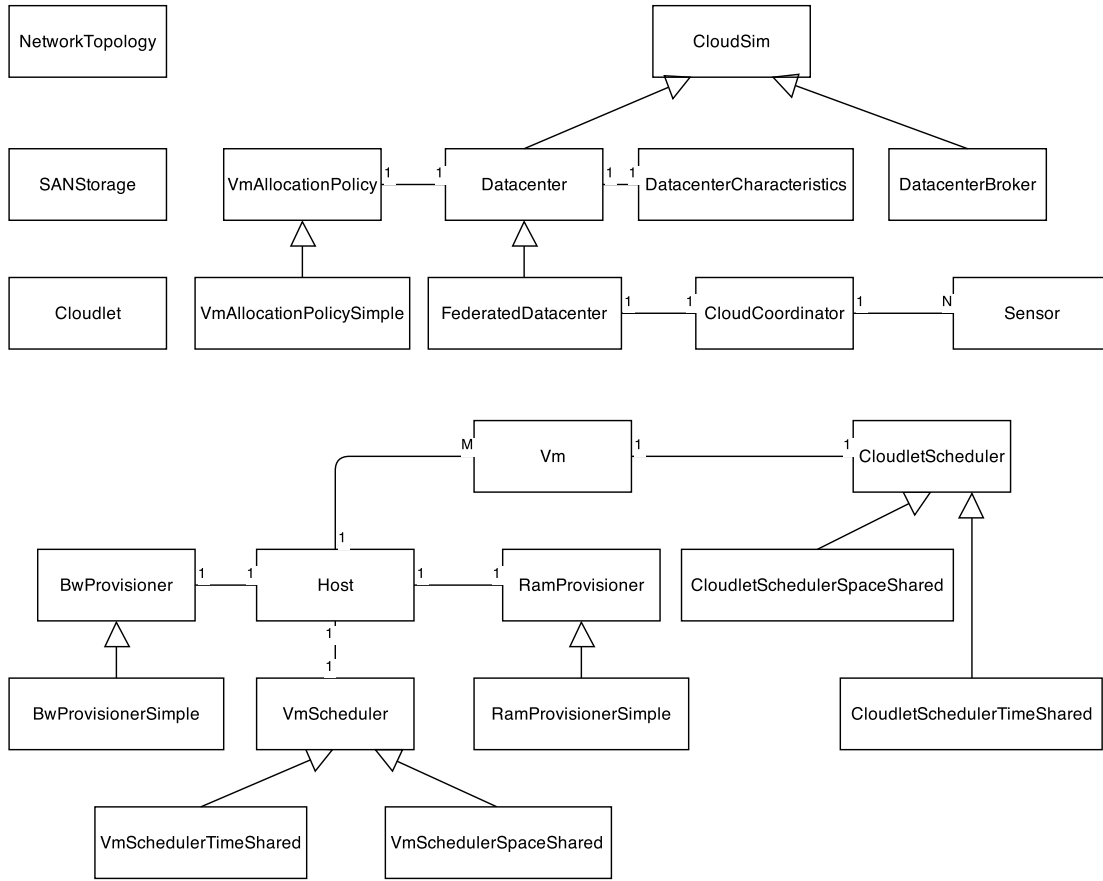 NetworkTopology
CloudSim
SANStorage
VmAllocationPolicy
1
1
Datacenter
1
1
DatacenterCharacteristics
DatacenterBroker
Cloudlet
VmAllocationPolicySimple
FederatedDatacenter
1
1
CloudCoordinator
1
N
Sensor
M
Vm
1
1
CloudletScheduler
1
BwProvisioner
1
1
Host
1
1
RamProvisioner
CloudletSchedulerSpaceShared
1
1
BwProvisionerSimple
VmScheduler
RamProvisionerSimple
CloudletSchedulerTimeShared
VmSchedulerTimeShared
VmSchedulerSpaceShared